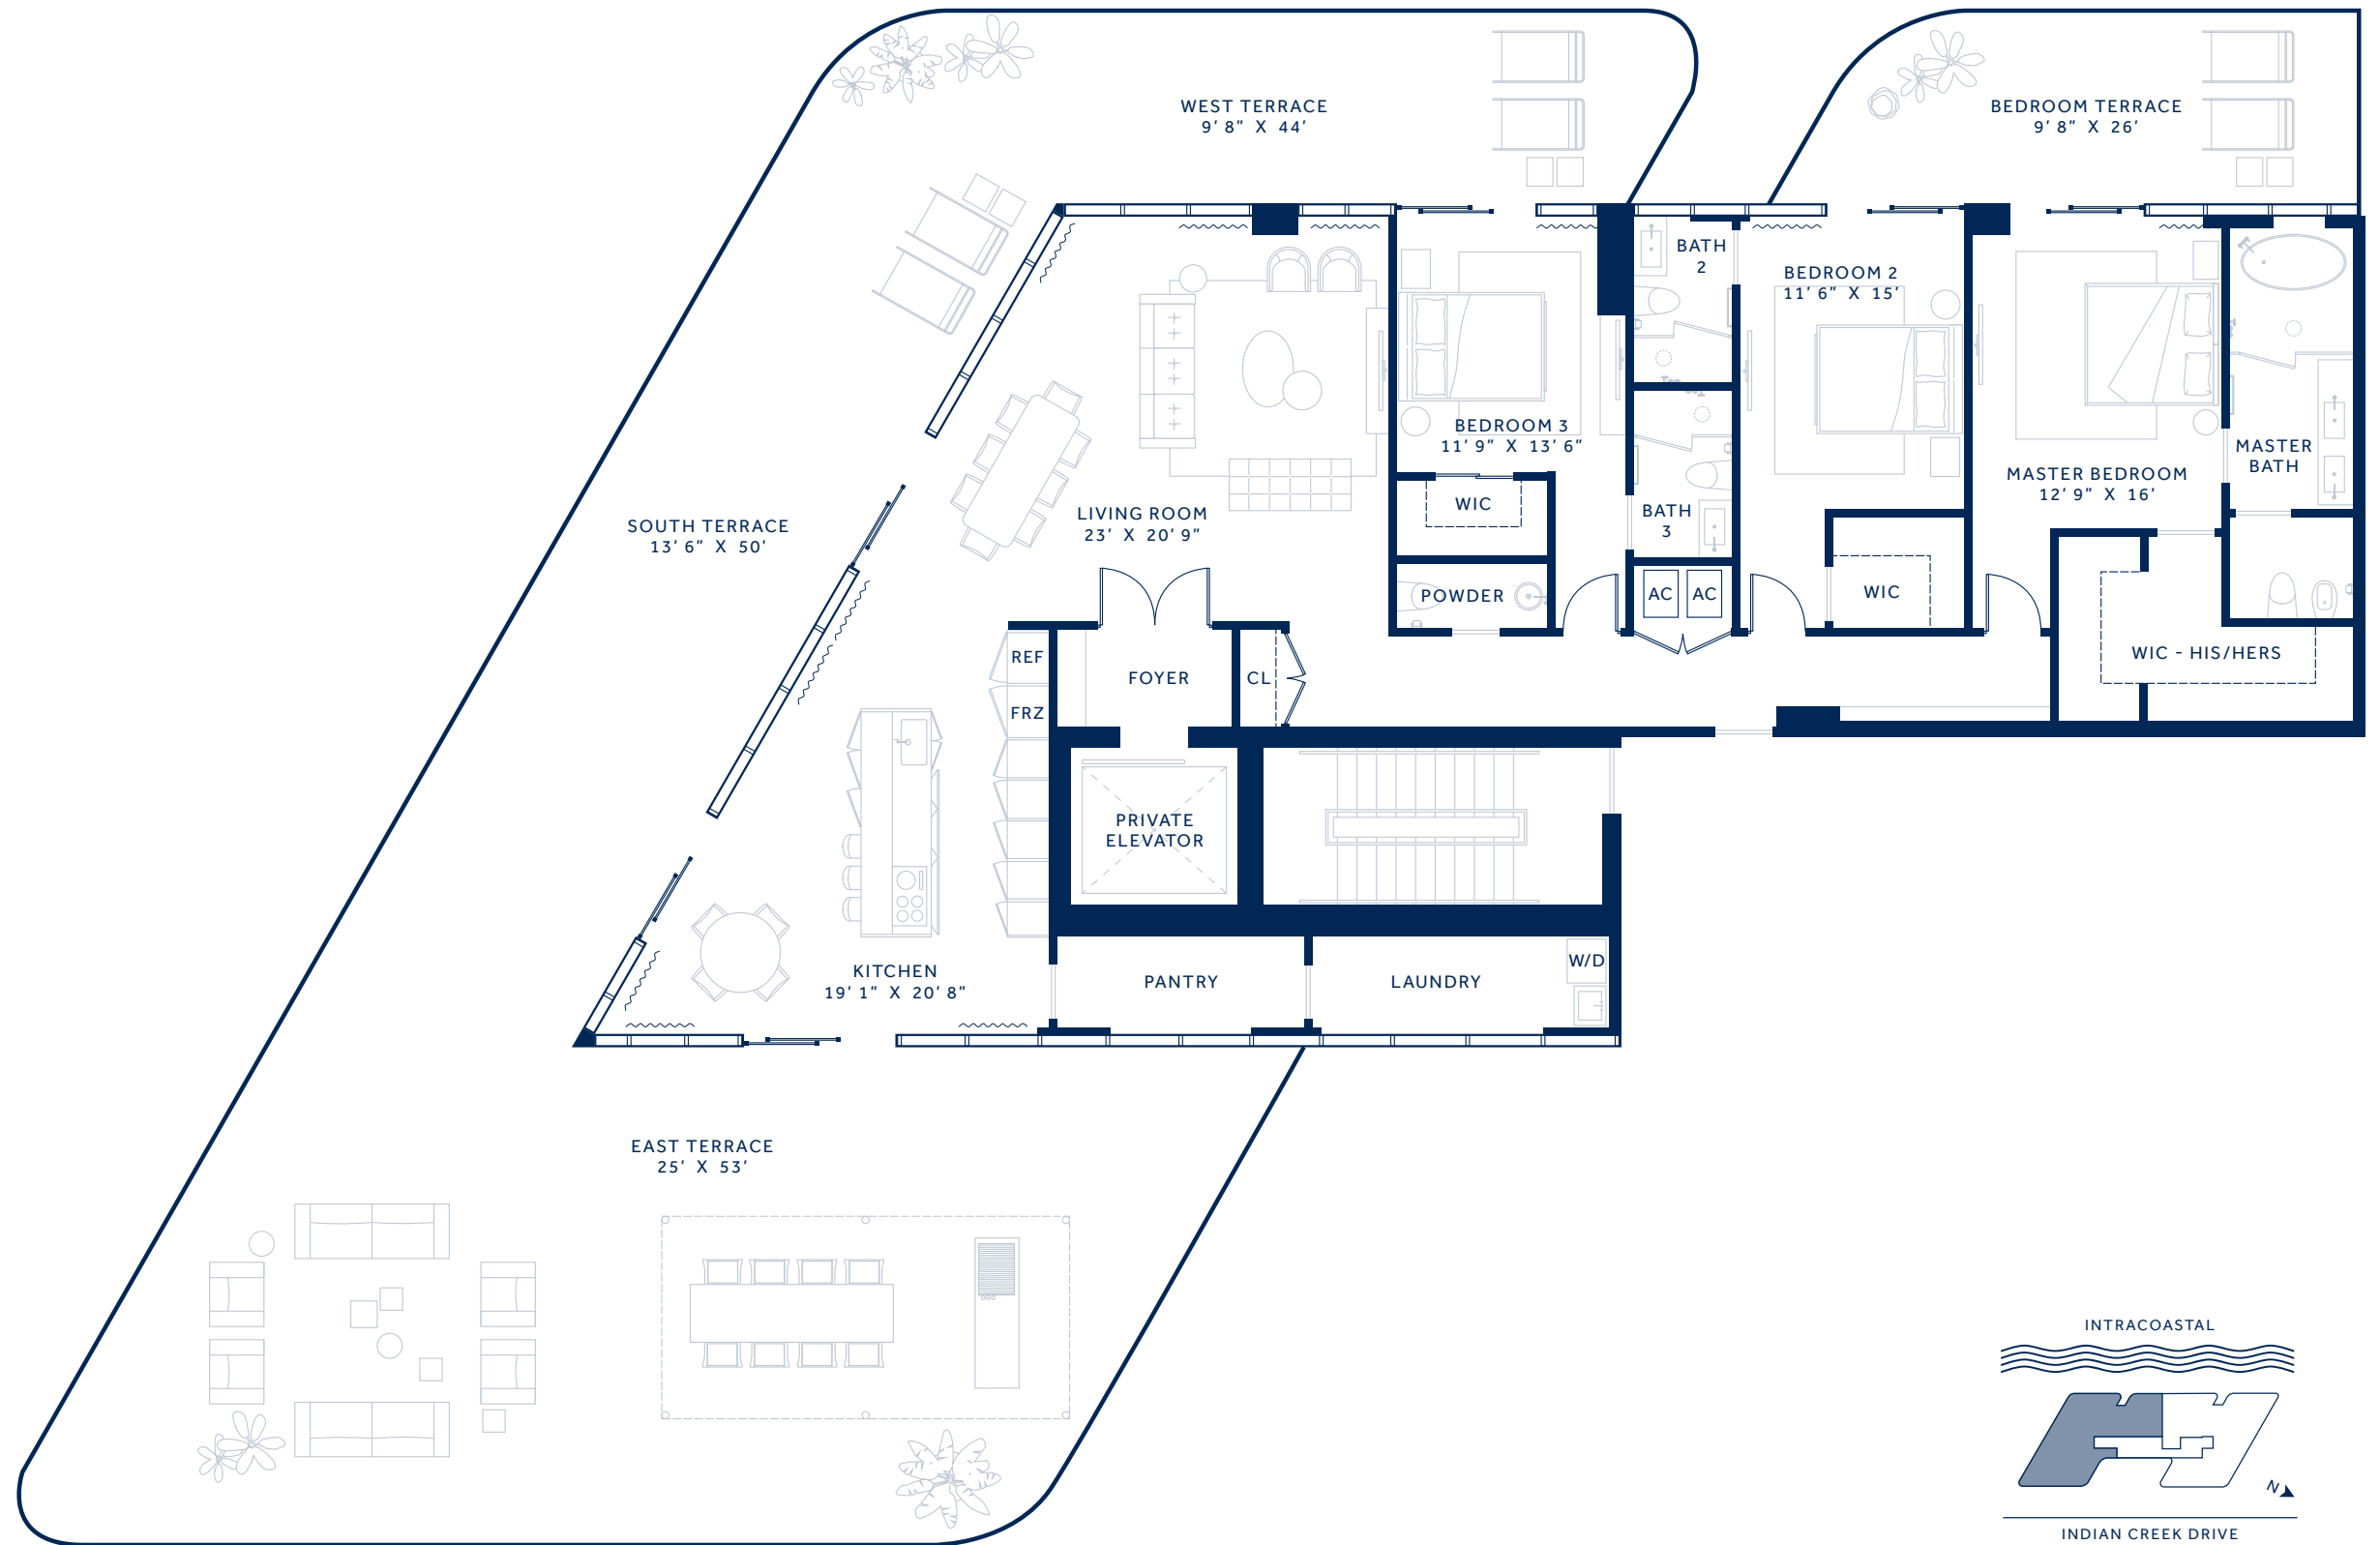 WEST TERRACE
9' 8" X 44'
BEDROOM TERRACE
9' 8" X 26'
BATH
2
BEDROOM 2
11' 6" X 15'
BEDROOM 3
11' 9" X 13' 6"
MASTER
BATH
MASTER BEDROOM
12' 9" X 16'
SOUTH TERRACE
13' 6" X 50'
LIVING ROOM
23' X 20' 9"
WIC
BATH
3
POWDER
AC
AC
WIC
REF
FRZ
FOYER
CL
WIC - HIS/HERS
PRIVATE
ELEVATOR
KITCHEN
19' 1" X 20' 8"
PANTRY
LAUNDRY
W/D
EAST TERRACE
25' X 53'
INTRACOASTAL
N
INDIAN CREEK DRIVE